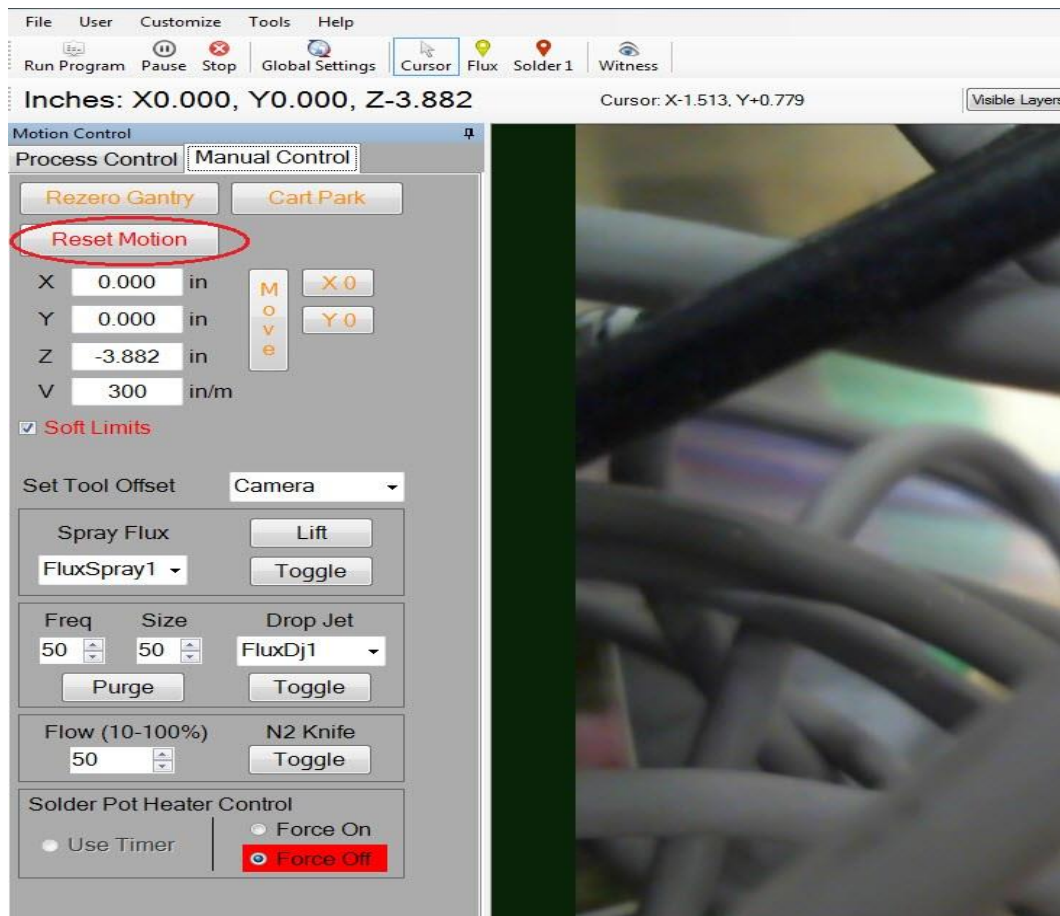 File User Customize Tools Help
Run Program Pause Stop Global Settings Cursor Flux Solder 1 Witness
Inches: X0.000, Y0.000, Z-3.882 Cursor: X-1.513, Y+0.779 Visible Layers
Motion Control
Process Control Manual Control
Rezero Gantry Cart Park
Reset Motion
X 0.000 in Move X 0
Y 0.000 in Y 0
Z -3.882 in
V 300 in/m
Soft Limits
Set Tool Offset Camera
Spray Flux Lift
FluxSpray1 Toggle
Freq Size Drop Jet
50 50 FluxDj1
Purge Toggle
Flow (10-100%) N2 Knife
50 Toggle
Solder Pot Heater Control
Force On
Use Timer
Force Off